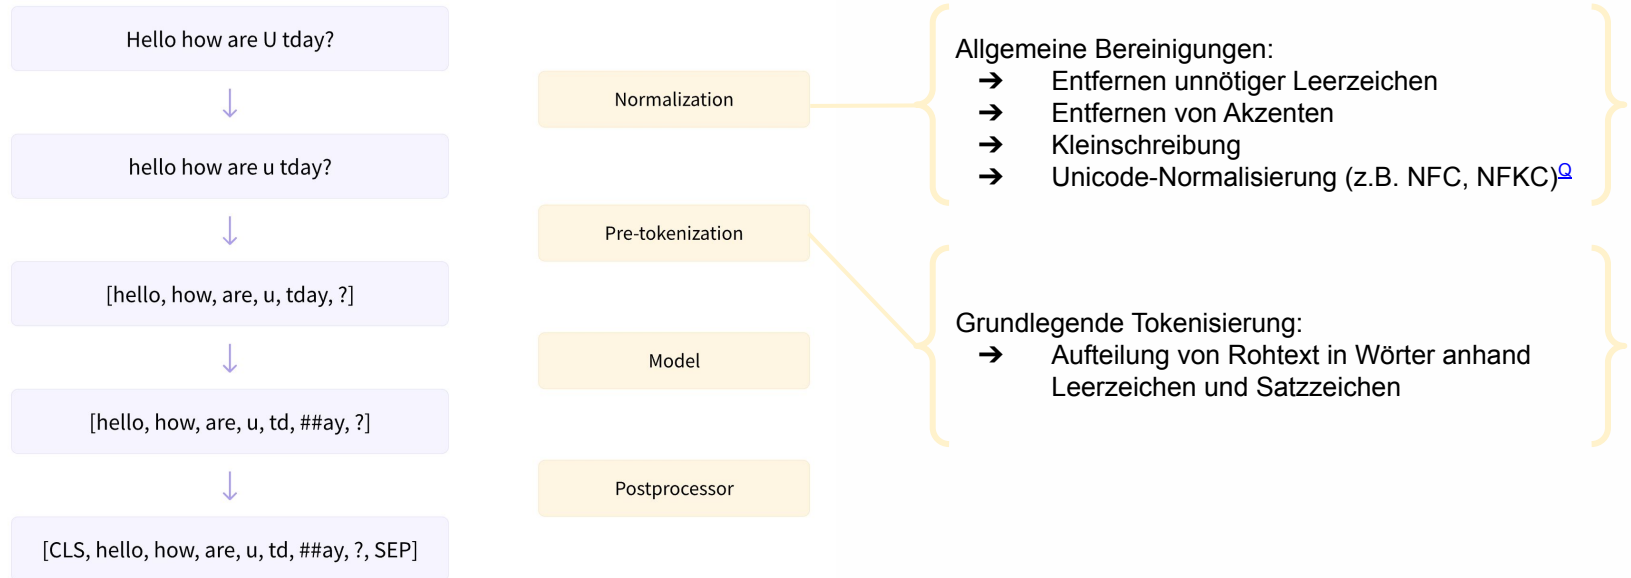 Hello how are U tday?
hello how are u tday?
[hello, how, are, u, tday, ?]
[hello, how, are, u, td, ##ay, ?]
[CLS, hello, how, are, u, td, ##ay, ?, SEP]
Normalization
Pre-tokenization
Model
Postprocessor
Allgemeine Bereinigungen:
➔ Entfernen unnötiger Leerzeichen
➔ Entfernen von Akzenten
➔ Kleinschreibung
➔ Unicode-Normalisierung (z.B. NFC, NFKC)Q
Grundlegende Tokenisierung:
➔ Aufteilung von Rohtext in Wörter anhand
Leerzeichen und Satzzeichen